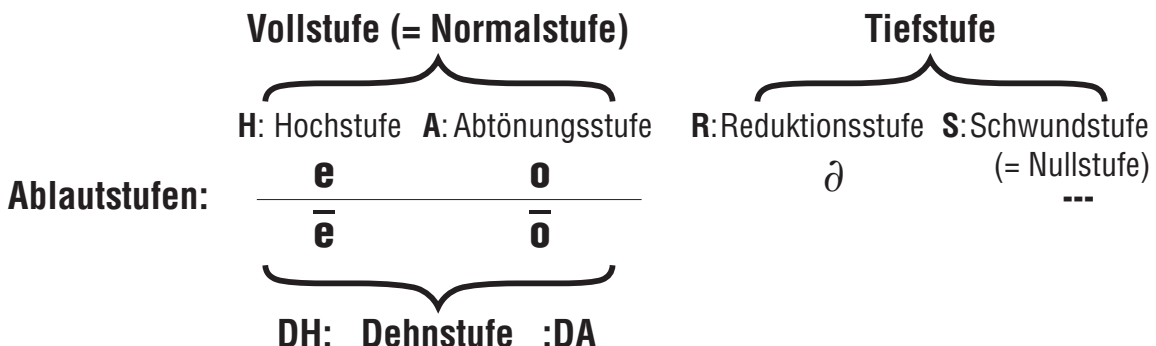 Vollstufe (= Normalstufe) Tiefstufe
H: Hochstufe A: Abtönungsstufe R:Reduktionsstufe S:Schwundstufe
(= Nullstufe)
e o ∂ ---
Ablautstufen:
ē ō
DH: Dehnstufe :DA